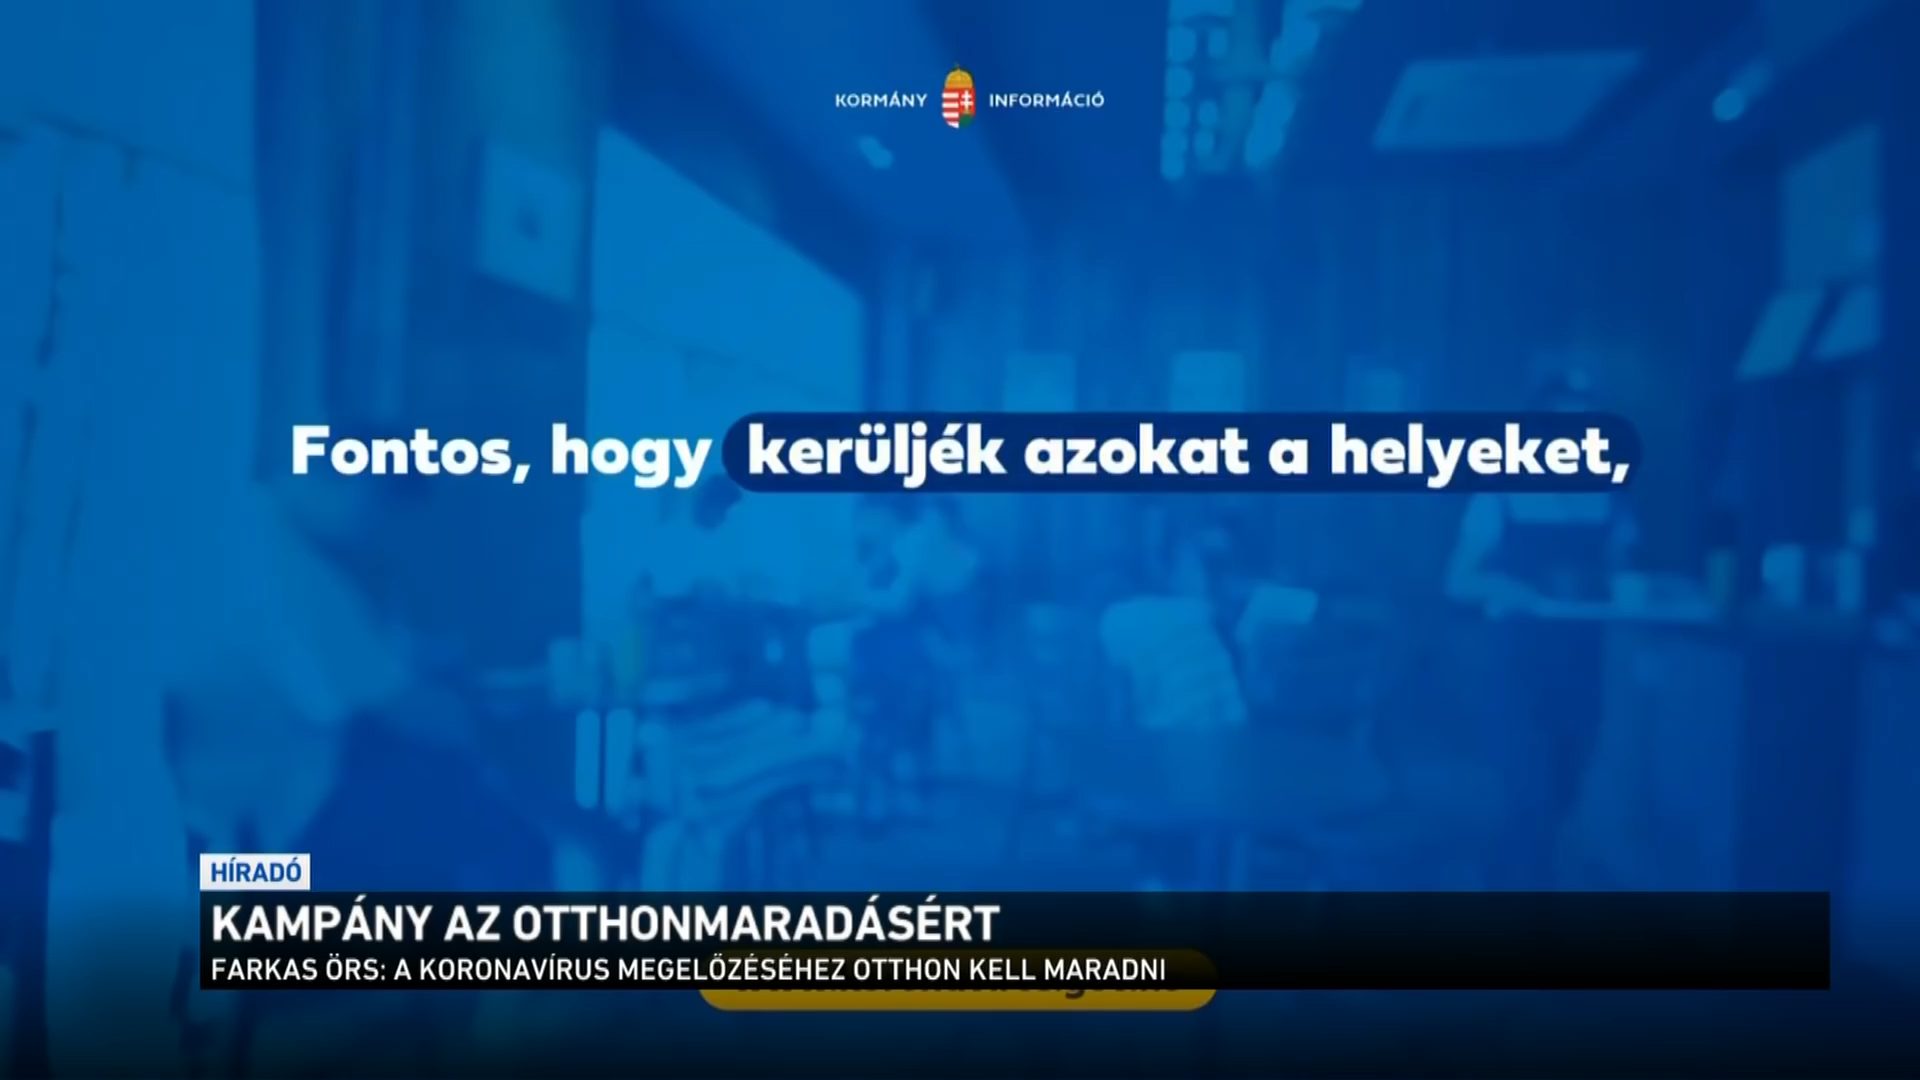 KORMÁNY INFORMÁCIÓ
Fontos, hogy kerüljék azokat a helyeket,
HÍRADÓ
KAMPÁNY AZ OTTHONMARADÁSÉRT
FARKAS ÖRS: A KORONAVÍRUS MEGELŐZÉSÉHEZ OTTHON KELL MARADNI